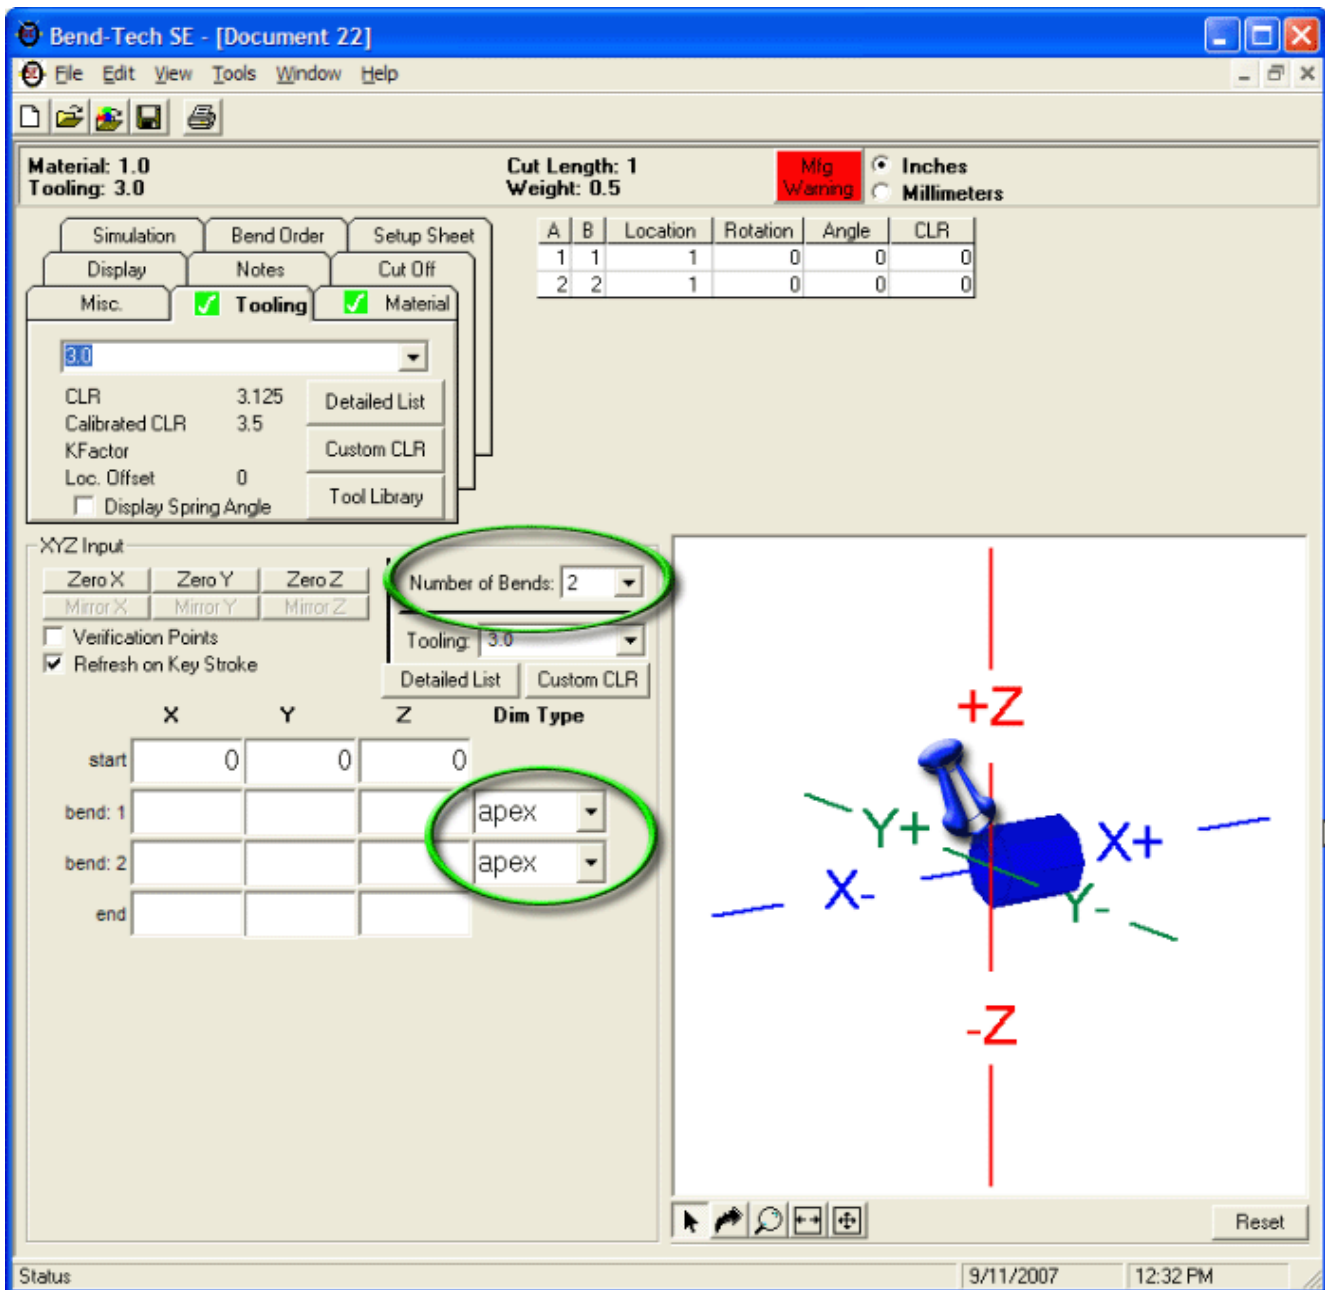 Bend-Tech SE - [Document 22]
File Edit View Tools Window Help
Material: 1.0 Cut Length: 1 Mfg Warning Inches
Tooling: 3.0 Weight: 0.5 Millimeters
Simulation Bend Order Setup Sheet
Display Notes Cut Off
Misc. Tooling Material
3.0
CLR 3.125 Detailed List
Calibrated CLR 3.5
KFactor Custom CLR
Loc. Offset 0
Display Spring Angle Tool Library
A B Location Rotation Angle CLR
1 1 1 0 0 0
2 2 1 0 0 0
XYZ Input
Zero X Zero Y Zero Z Number of Bends: 2
Mirror X Mirror Y Mirror Z
Verification Points Tooling: 3.0
Refresh on Key Stroke
Detailed List Custom CLR
X Y Z Dim Type
start 0 0 0
bend: 1 apex
bend: 2 apex
end
+Z
Y+ X+
X- Y-
-Z
Reset
Status 9/11/2007 12:32 PM